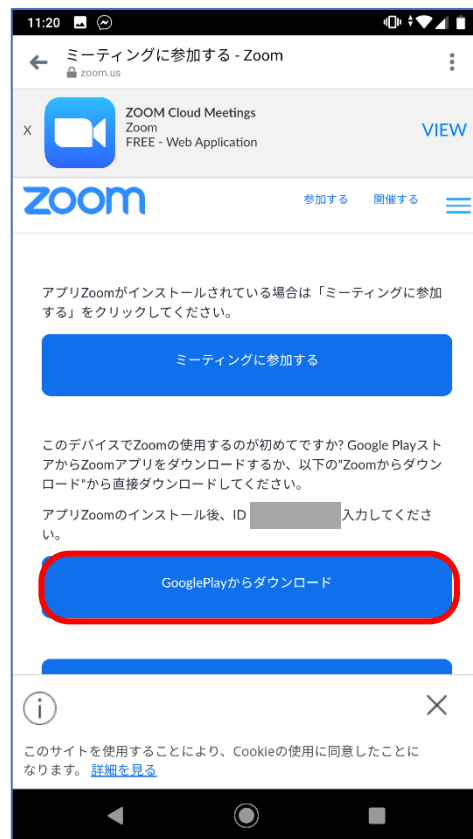 11:20
ミーティングに参加する - Zoom
zoom.us
X
ZOOM Cloud Meetings
Zoom
FREE - Web Application
VIEW
zoom
参加する 開催する
アプリZoomがインストールされている場合は「ミーティングに参加
する」をクリックしてください。
ミーティングに参加する
このデバイスでZoomの使用するのが初めてですか? Google Playスト
アからZoomアプリをダウンロードするか、以下の"Zoomからダウン
ロード"から直接ダウンロードしてください。
アプリZoomのインストール後、ID 入力してくださ
い。
GooglePlayからダウンロード
このサイトを使用することにより、Cookieの使用に同意したことに
なります。 詳細を見る